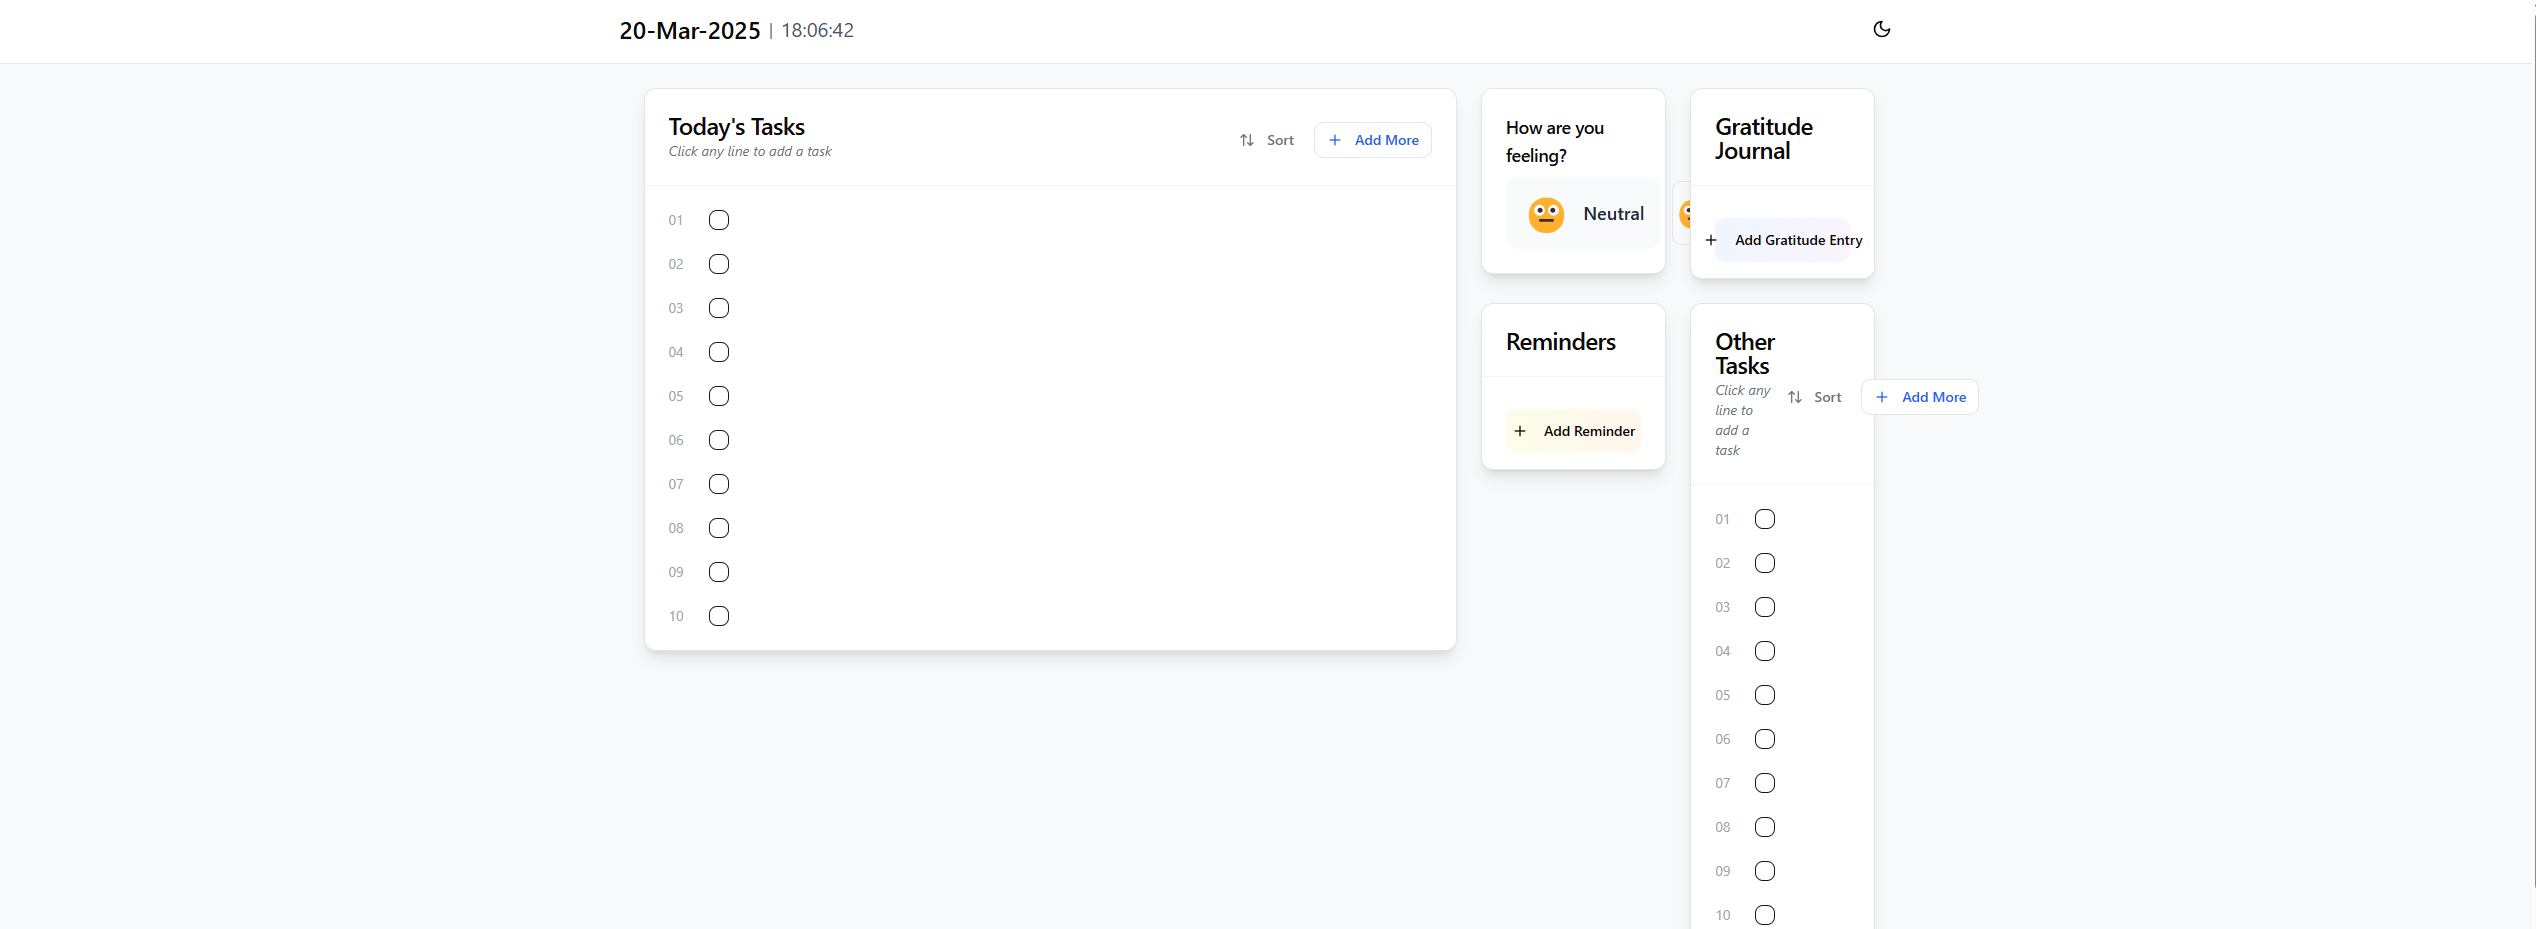 20-Mar-2025 | 18:06:42
Today's Tasks
Click any line to add a task
Sort
Add More
01
02
03
04
05
06
07
08
09
10
How are you
feeling?
Neutral
Gratitude
Journal
Add Gratitude Entry
Reminders
Add Reminder
Other
Tasks
Click any
line to
add a
task
Sort
Add More
01
02
03
04
05
06
07
08
09
10